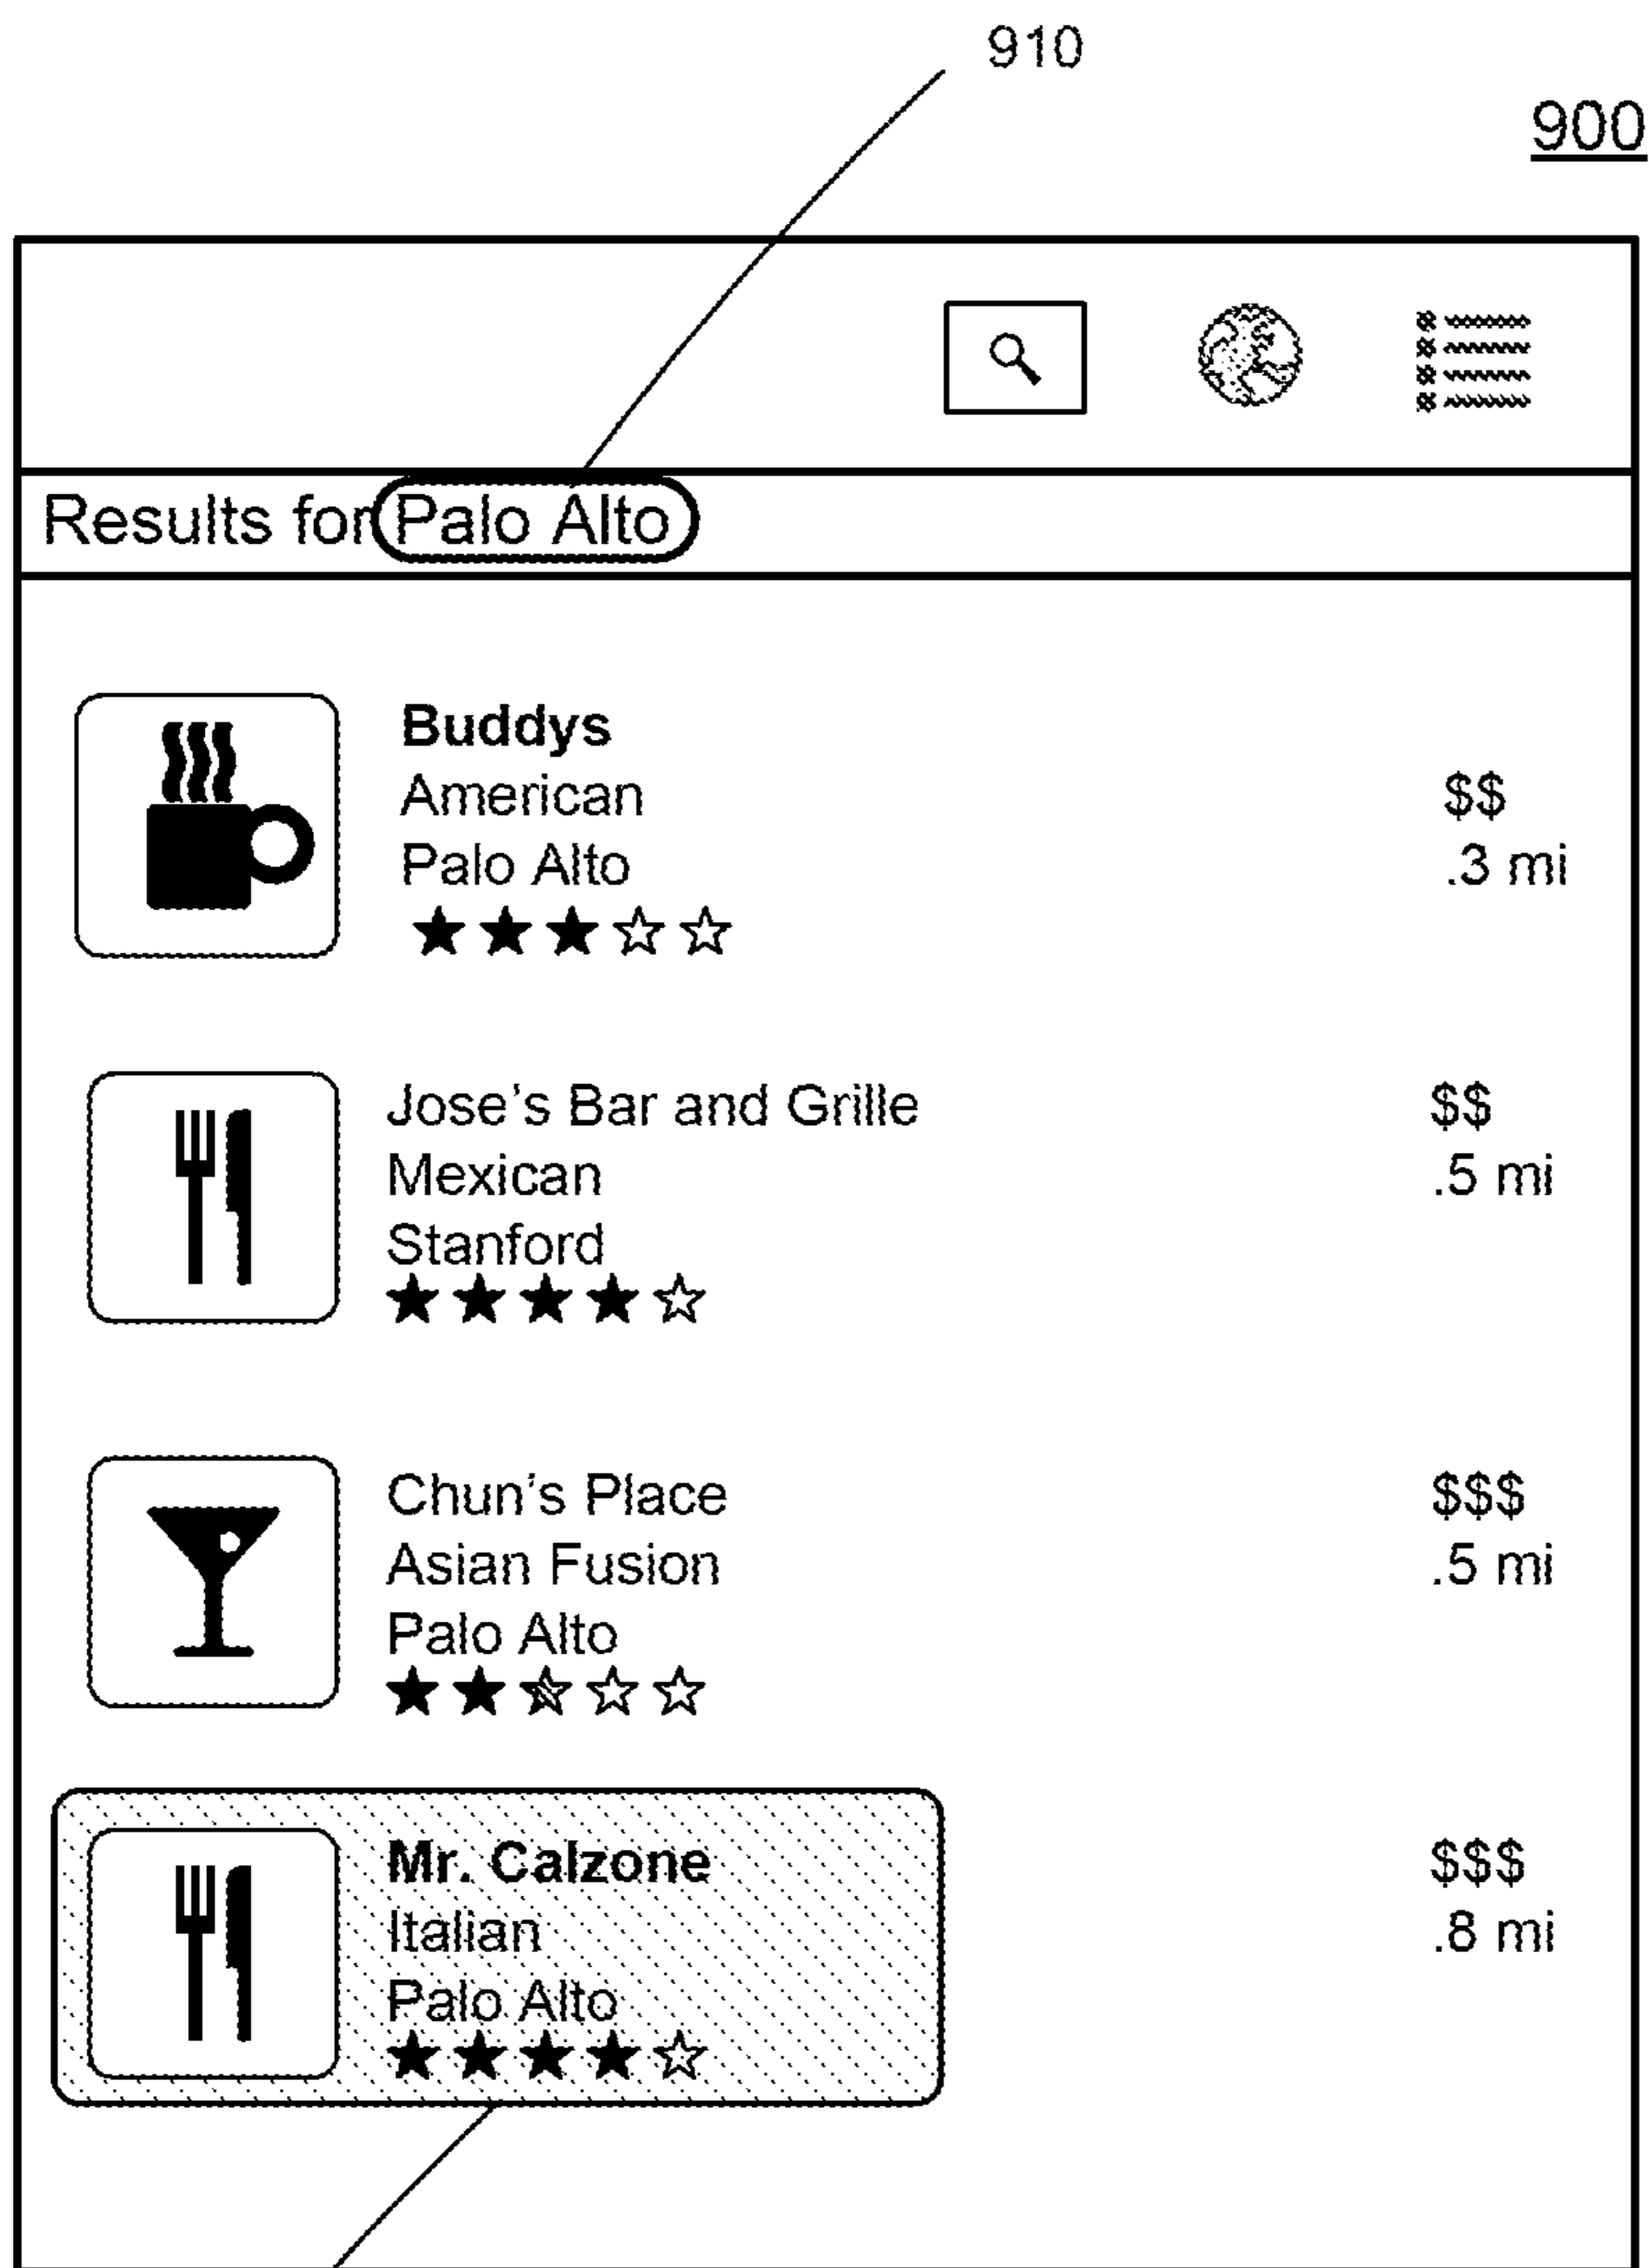 910
900
Results for Palo Alto
Buddys
American
$$
Palo Alto
.3 mi
Jose's Bar and Grille
$$
Mexican
.5 mi
Stanford
Chun's Place
$$$
Asian Fusion
.5 mi
Palo Alto
Mr. Calzone
$$$
Italian
.8 mi
Palo Alto